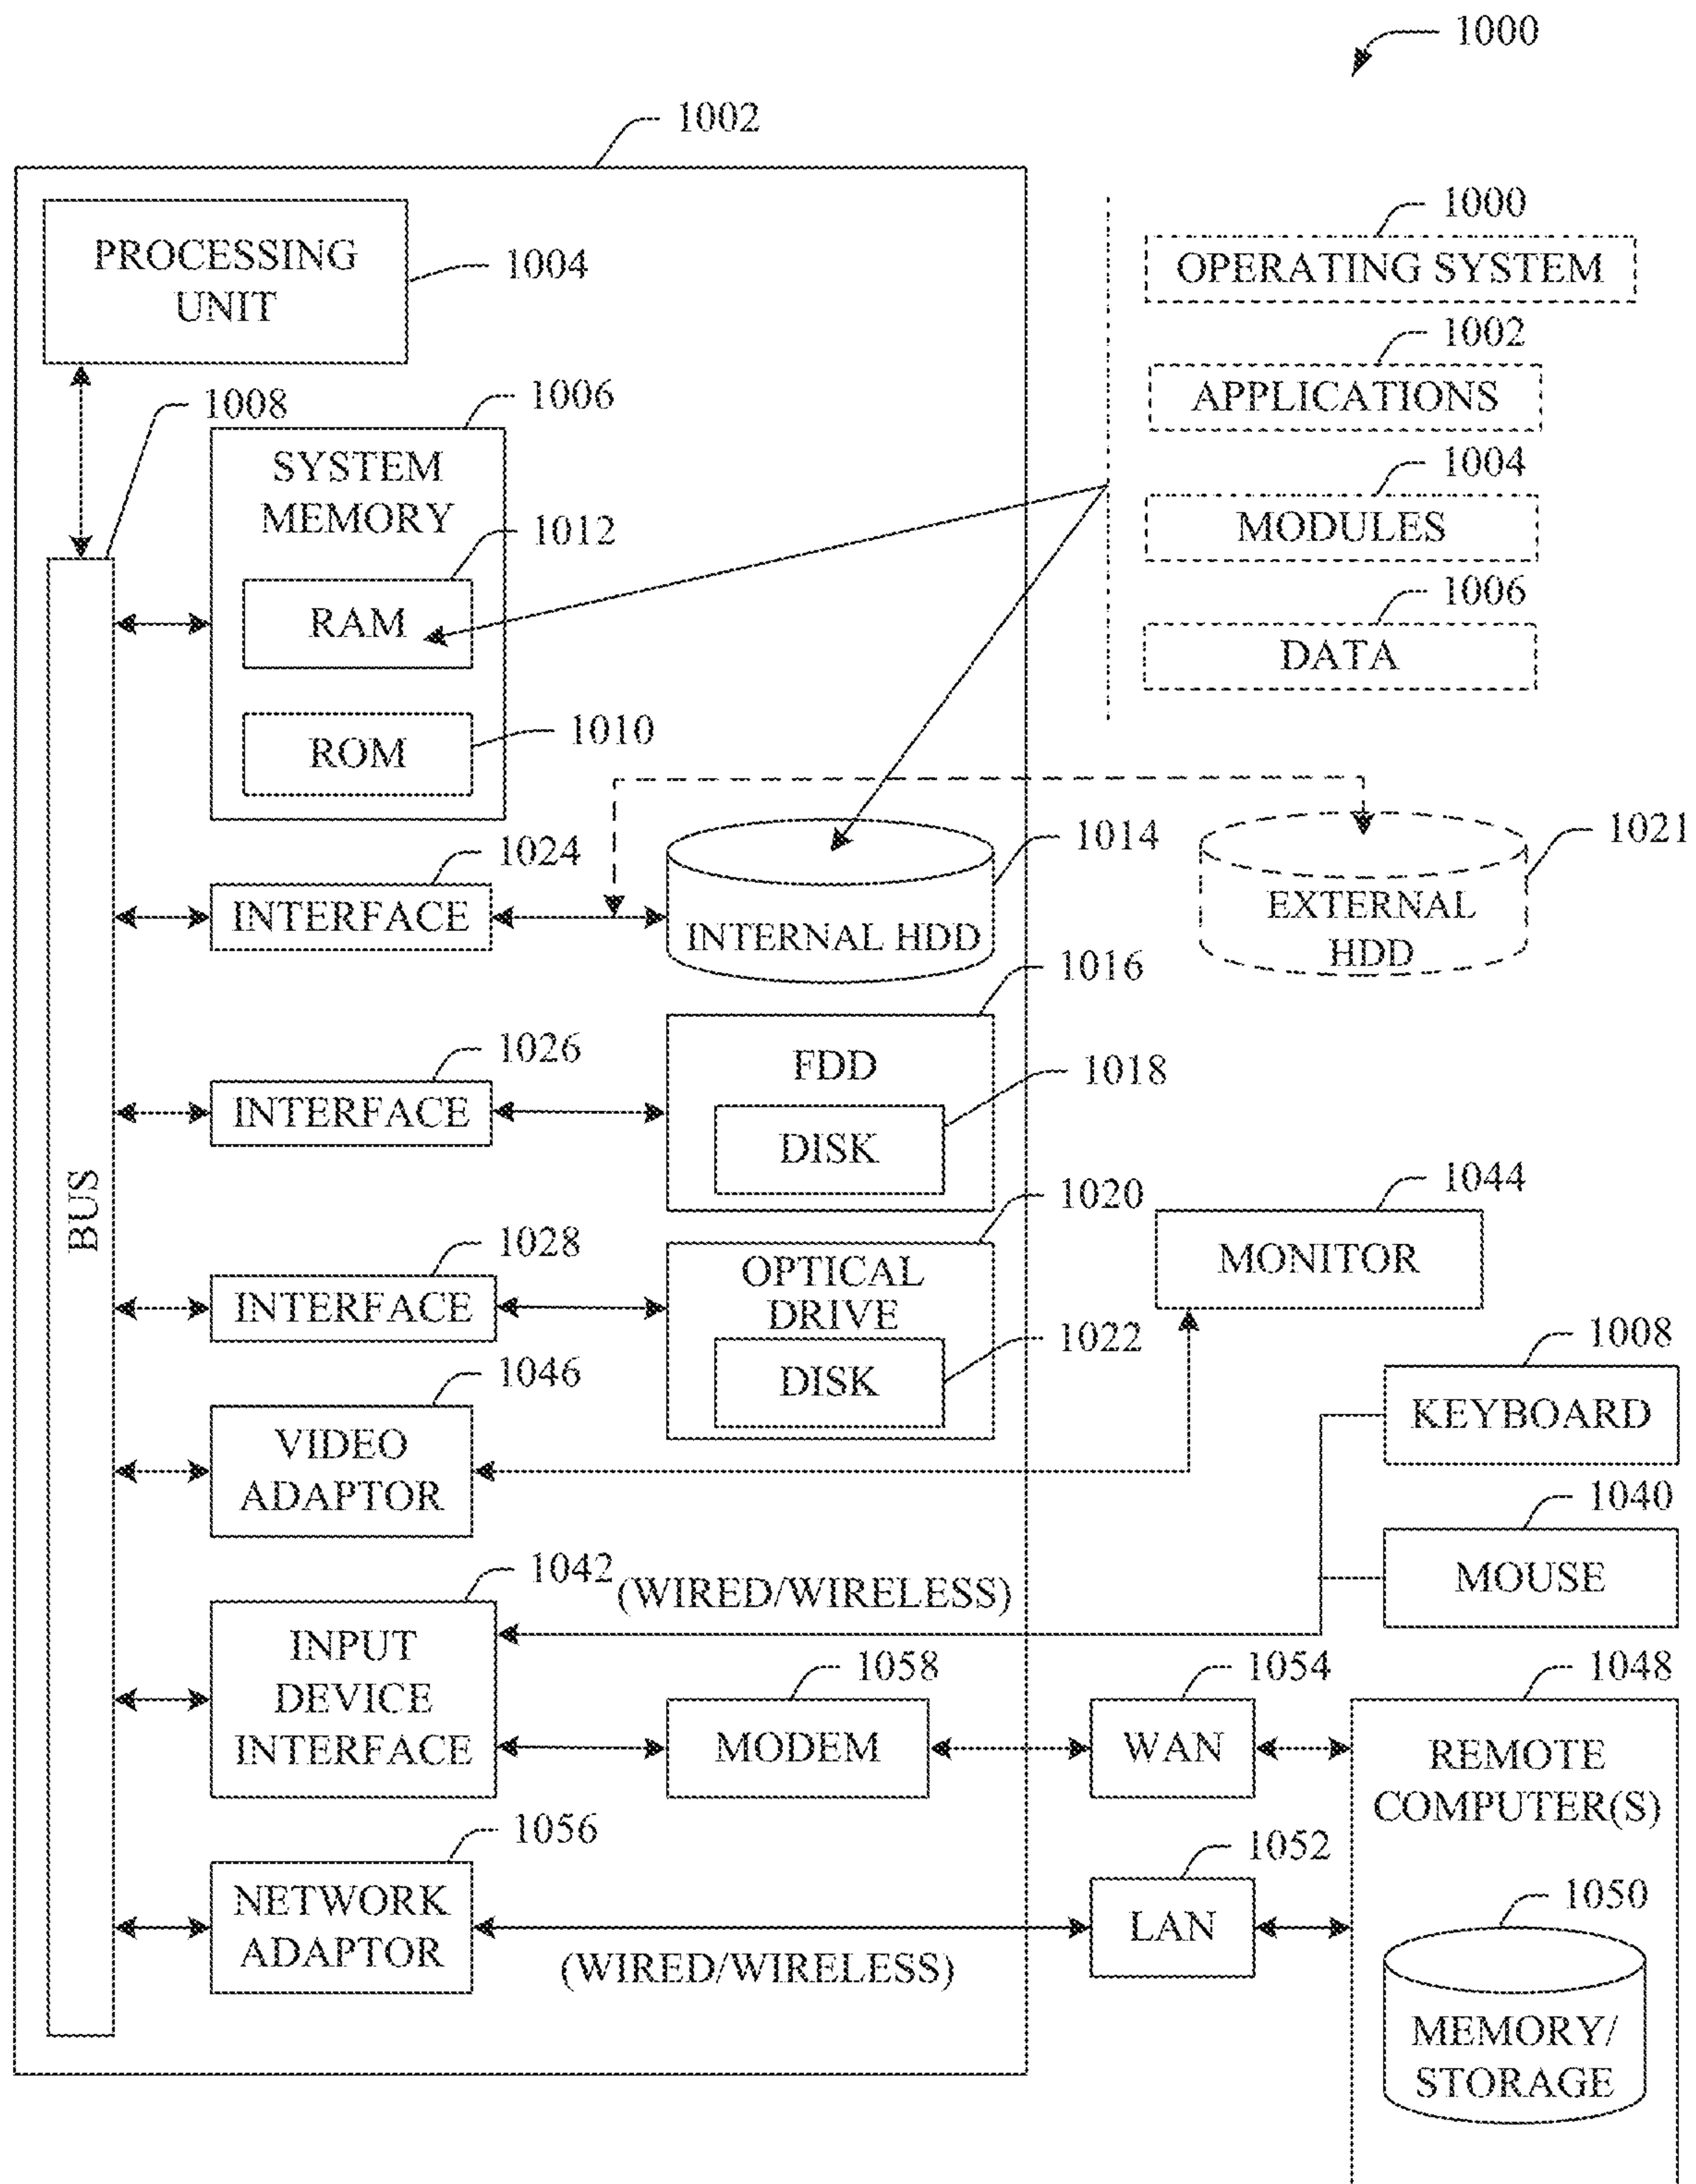 1000
1002
PROCESSING
UNIT
1004
1000
OPERATING SYSTEM
1002
APPLICATIONS
1004
MODULES
1006
DATA
1008
1006
SYSTEM
MEMORY
1012
RAM
1010
ROM
BUS
1024
INTERFACE
1014
INTERNAL HDD
1021
EXTERNAL
HDD
1026
INTERFACE
1016
FDD
1018
DISK
1028
INTERFACE
1020
OPTICAL
DRIVE
1022
DISK
1044
MONITOR
1046
VIDEO
ADAPTOR
1008
KEYBOARD
1040
MOUSE
1042
(WIRED/WIRELESS)
INPUT
DEVICE
INTERFACE
1058
MODEM
1054
WAN
1048
REMOTE
COMPUTER(S)
1056
NETWORK
ADAPTOR
(WIRED/WIRELESS)
1052
LAN
1050
MEMORY/
STORAGE